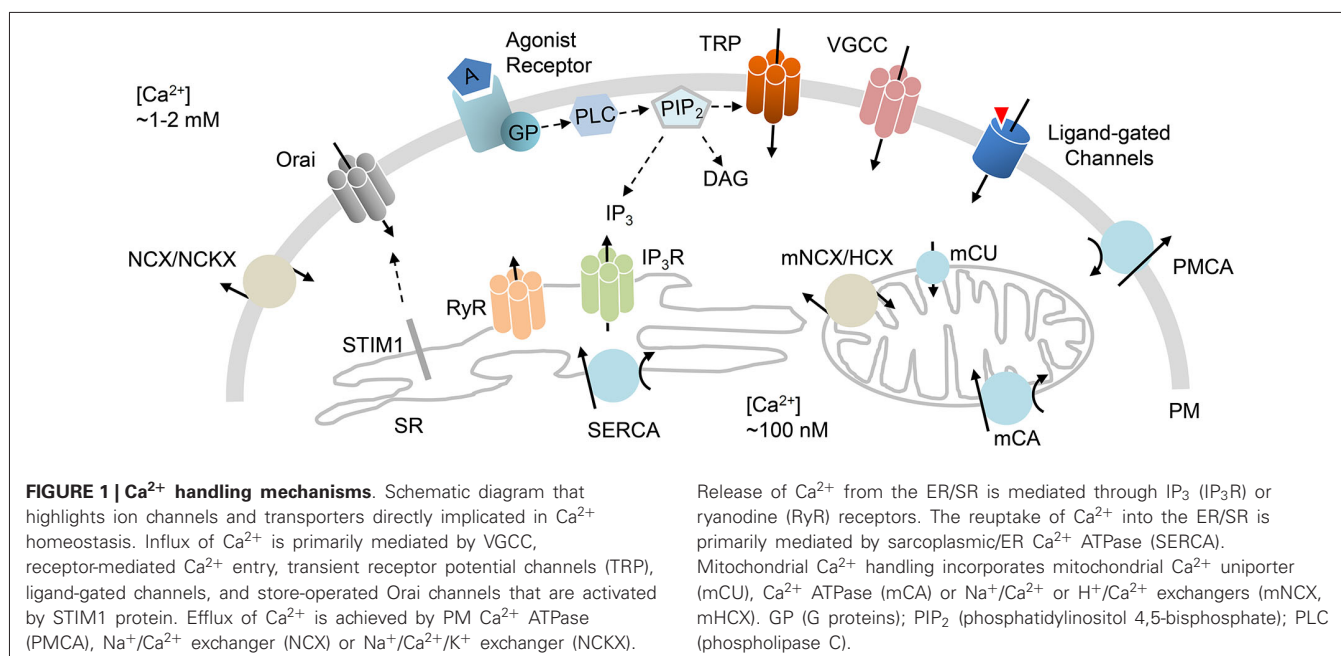 Agonist
Receptor
TRP
VGCC
[Ca²⁺]
~1-2 mM
A
GP
PLC
PIP₂
Ligand-gated
Channels
Orai
DAG
IP₃
NCX/NCKX
RyR
IP₃R
mNCX/HCX
mCU
PMCA
STIM1
SR
SERCA
[Ca²⁺]
~100 nM
mCA
PM
FIGURE 1 | Ca²⁺ handling mechanisms. Schematic diagram that
highlights ion channels and transporters directly implicated in Ca²⁺
homeostasis. Influx of Ca²⁺ is primarily mediated by VGCC,
receptor-mediated Ca²⁺ entry, transient receptor potential channels (TRP),
ligand-gated channels, and store-operated Orai channels that are activated
by STIM1 protein. Efflux of Ca²⁺ is achieved by PM Ca²⁺ ATPase
(PMCA), Na⁺/Ca²⁺ exchanger (NCX) or Na⁺/Ca²⁺/K⁺ exchanger (NCKX).
Release of Ca²⁺ from the ER/SR is mediated through IP₃ (IP₃R) or
ryanodine (RyR) receptors. The reuptake of Ca²⁺ into the ER/SR is
primarily mediated by sarcoplasmic/ER Ca²⁺ ATPase (SERCA).
Mitochondrial Ca²⁺ handling incorporates mitochondrial Ca²⁺ uniporter
(mCU), Ca²⁺ ATPase (mCA) or Na⁺/Ca²⁺ or H⁺/Ca²⁺ exchangers (mNCX,
mHCX). GP (G proteins); PIP₂ (phosphatidylinositol 4,5-bisphosphate); PLC
(phospholipase C).